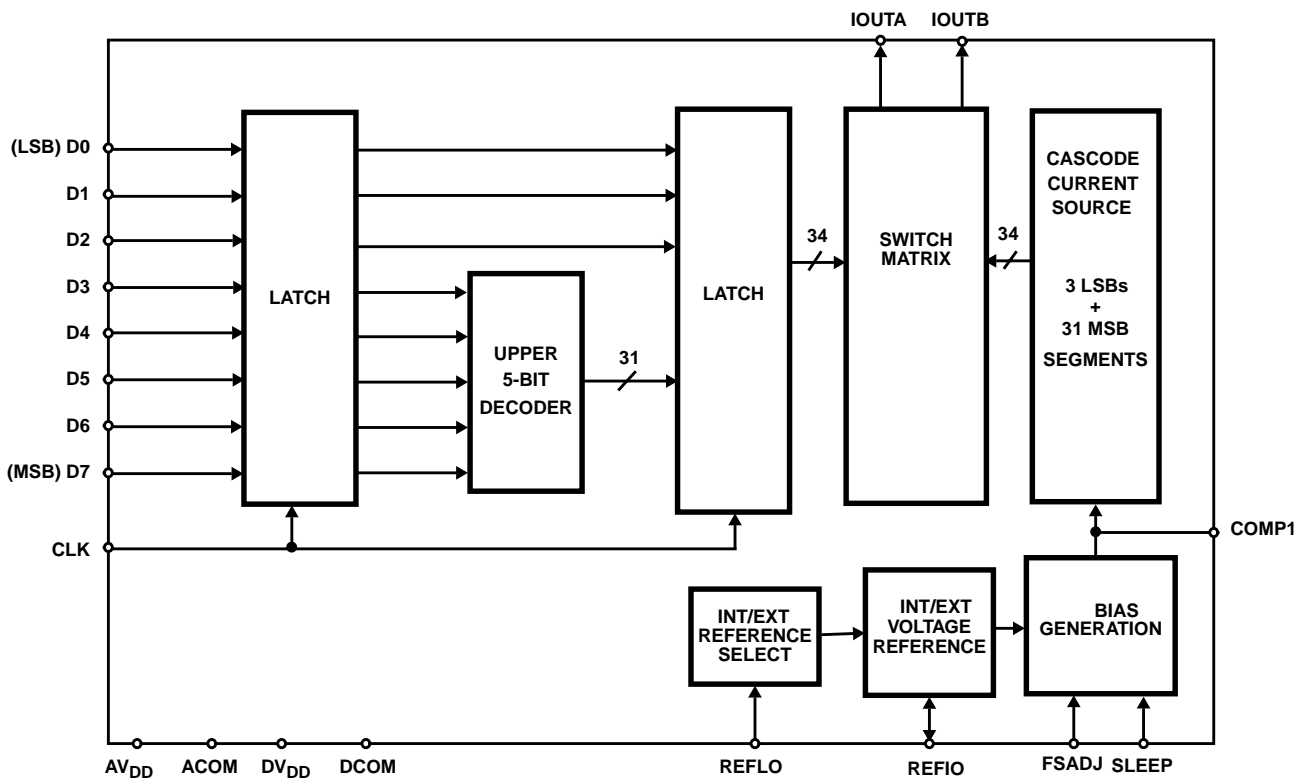 IOUTA IOUTB
(LSB) D0
D1
D2
D3
D4
D5
D6
(MSB) D7
CLK
LATCH
UPPER
5-BIT
DECODER
31
LATCH
34
SWITCH
MATRIX
34
CASCODE
CURRENT
SOURCE
3 LSBs
+
31 MSB
SEGMENTS
COMP1
INT/EXT
REFERENCE
SELECT
INT/EXT
VOLTAGE
REFERENCE
BIAS
GENERATION
AVDD ACOM DVDD DCOM REFLO REFIO FSADJ SLEEP